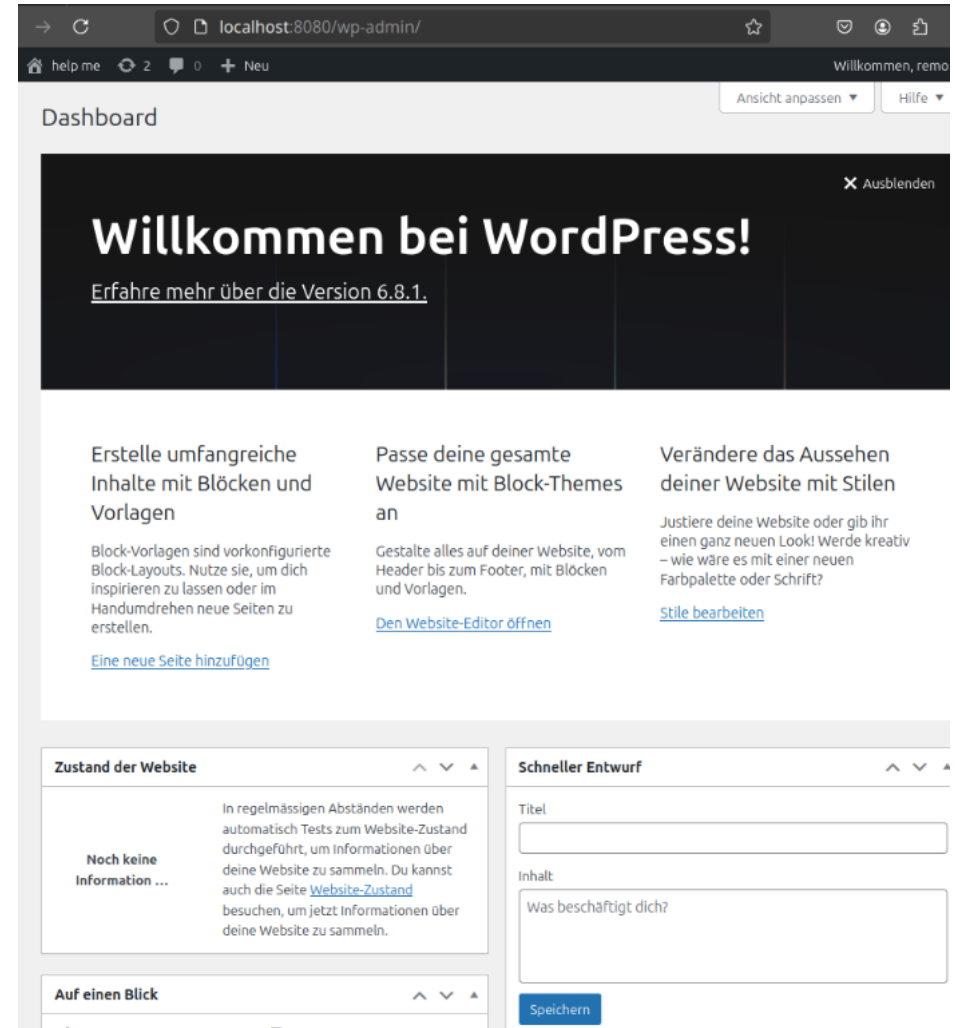 localhost:8080/wp-admin/
help me 2 0 + Neu Willkommen, remo
Ansicht anpassen ▼ Hilfe ▼
Dashboard
Ausblenden
Willkommen bei WordPress!
Erfahre mehr über die Version 6.8.1.
Erstelle umfangreiche
Inhalte mit Blöcken und
Vorlagen
Block-Vorlagen sind vorkonfigurierte
Block-Layouts. Nutze sie, um dich
inspirieren zu lassen oder im
Handumdrehen neue Seiten zu
erstellen.
Eine neue Seite hinzufügen
Passe deine gesamte
Website mit Block-Themes
an
Gestalte alles auf deiner Website, vom
Header bis zum Footer, mit Blöcken
und Vorlagen.
Den Website-Editor öffnen
Verändere das Aussehen
deiner Website mit Stilen
Justiere deine Website oder gib ihr
einen ganz neuen Look! Werde kreativ
– wie wäre es mit einer neuen
Farbpalette oder Schrift?
Stile bearbeiten
Zustand der Website
Noch keine
Information ...
In regelmässigen Abständen werden
automatisch Tests zum Website-Zustand
durchgeführt, um Informationen über
deine Website zu sammeln. Du kannst
auch die Seite Website-Zustand
besuchen, um jetzt Informationen über
deine Website zu sammeln.
Auf einen Blick
Schneller Entwurf
Titel
Inhalt
Was beschäftigt dich?
Speichern